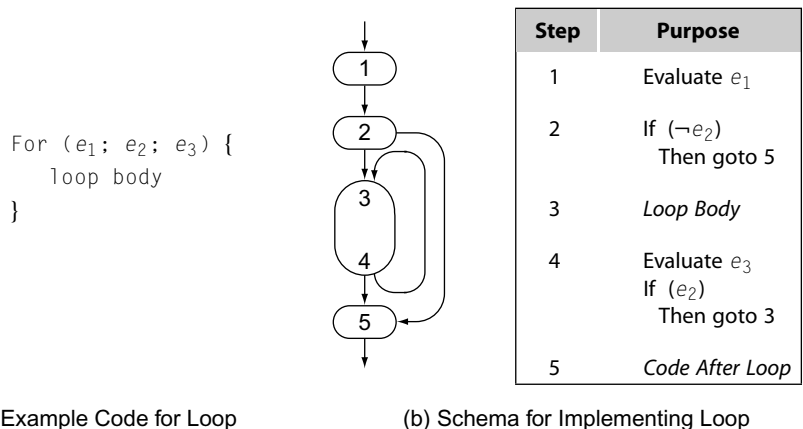 For (e₁; e₂; e₃) {
loop body
}
1
2
3
4
5
Step Purpose
1 Evaluate e₁
2 If (¬e₂)
Then goto 5
3 Loop Body
4 Evaluate e₃
If (e₂)
Then goto 3
5 Code After Loop
Example Code for Loop
(b) Schema for Implementing Loop